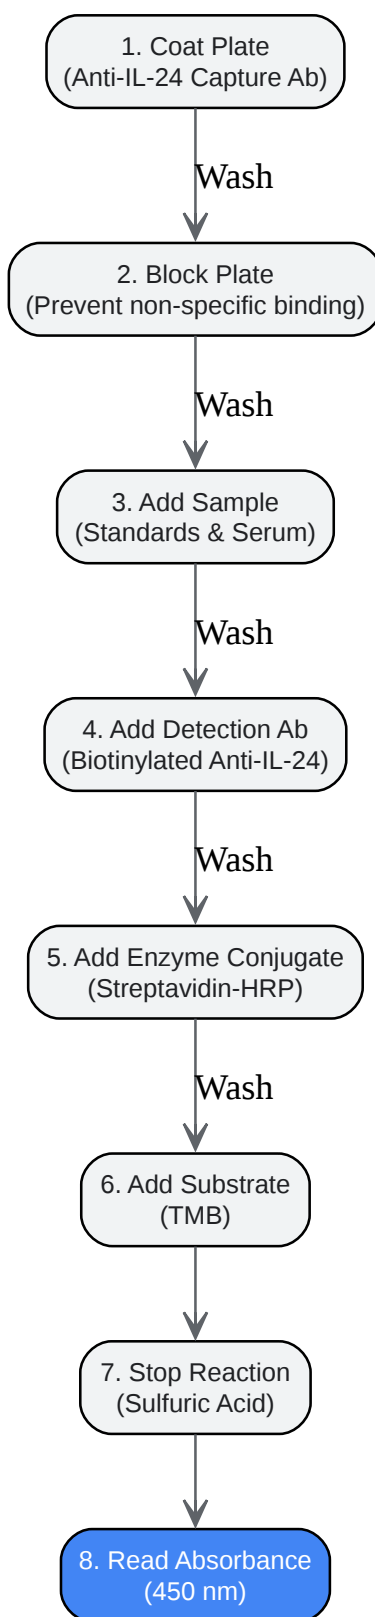 1. Coat Plate
(Anti-IL-24 Capture Ab)
Wash
2. Block Plate
(Prevent non-specific binding)
Wash
3. Add Sample
(Standards & Serum)
Wash
4. Add Detection Ab
(Biotinylated Anti-IL-24)
Wash
5. Add Enzyme Conjugate
(Streptavidin-HRP)
Wash
6. Add Substrate
(TMB)
7. Stop Reaction
(Sulfuric Acid)
8. Read Absorbance
(450 nm)